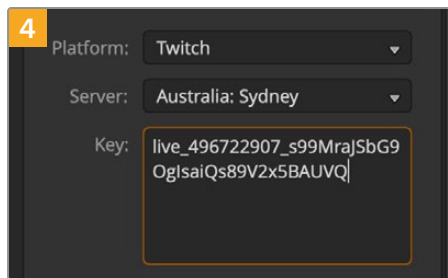 4
Platform: Twitch
Server: Australia: Sydney
Key: live_496722907_s99MraJSbG9
OgIsaiQs89V2x5BAUVQ